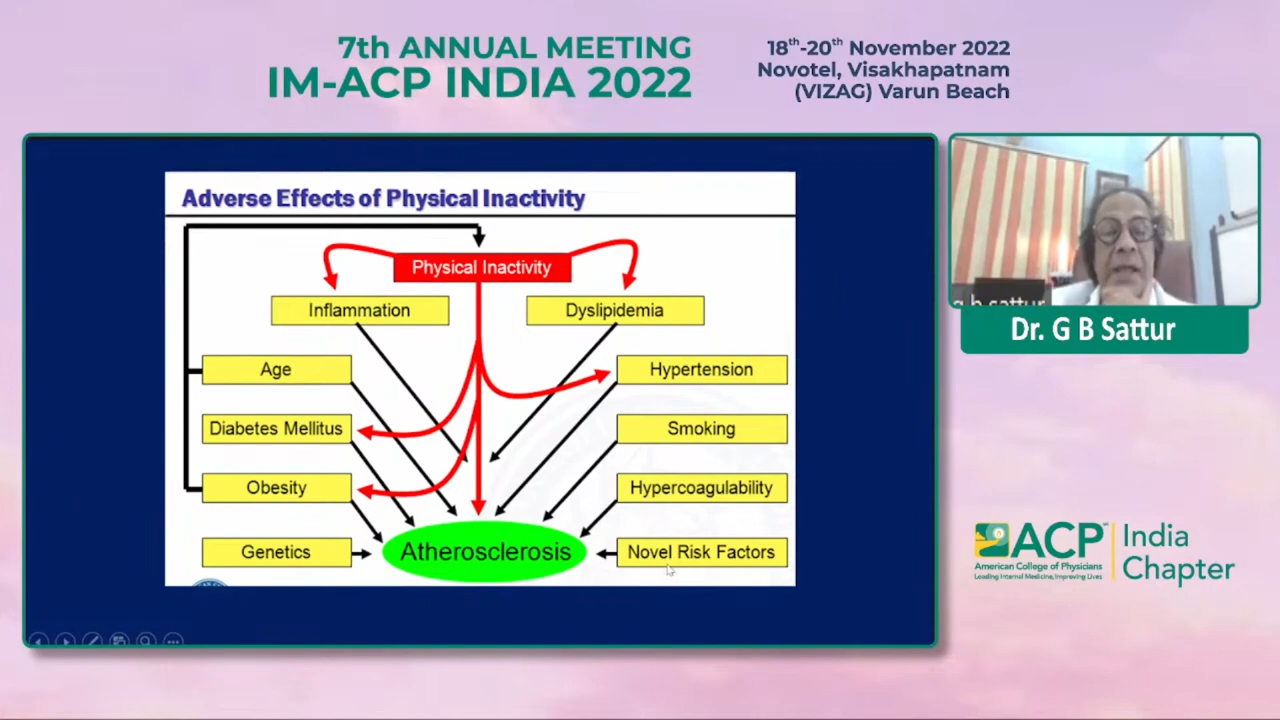 7th ANNUAL MEETING
IM-ACP INDIA 2022
18th-20th November 2022
Novotel, Visakhapatnam
(VIZAG) Varun Beach
Adverse Effects of Physical Inactivity
Physical Inactivity
Inflammation
Dyslipidemia
Age
Hypertension
Diabetes Mellitus
Smoking
Obesity
Hypercoagulability
Genetics
Atherosclerosis
Novel Risk Factors
g b sattur
Dr. G B Sattur
ACP
American College of Physicians
Leading Internal Medicine, Improving Lives
India
Chapter